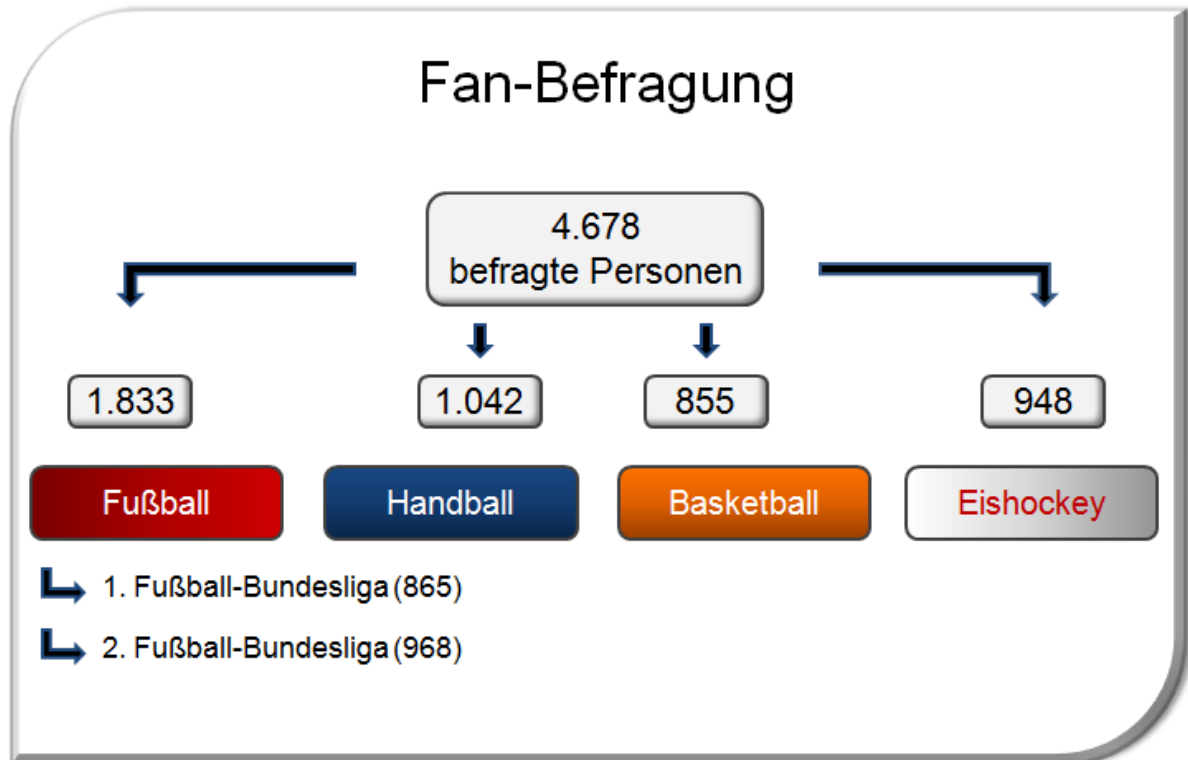 Fan-Befragung
4.678
befragte Personen
1.833
1.042
855
948
Fußball
Handball
Basketball
Eishockey
1. Fußball-Bundesliga (865)
2. Fußball-Bundesliga (968)